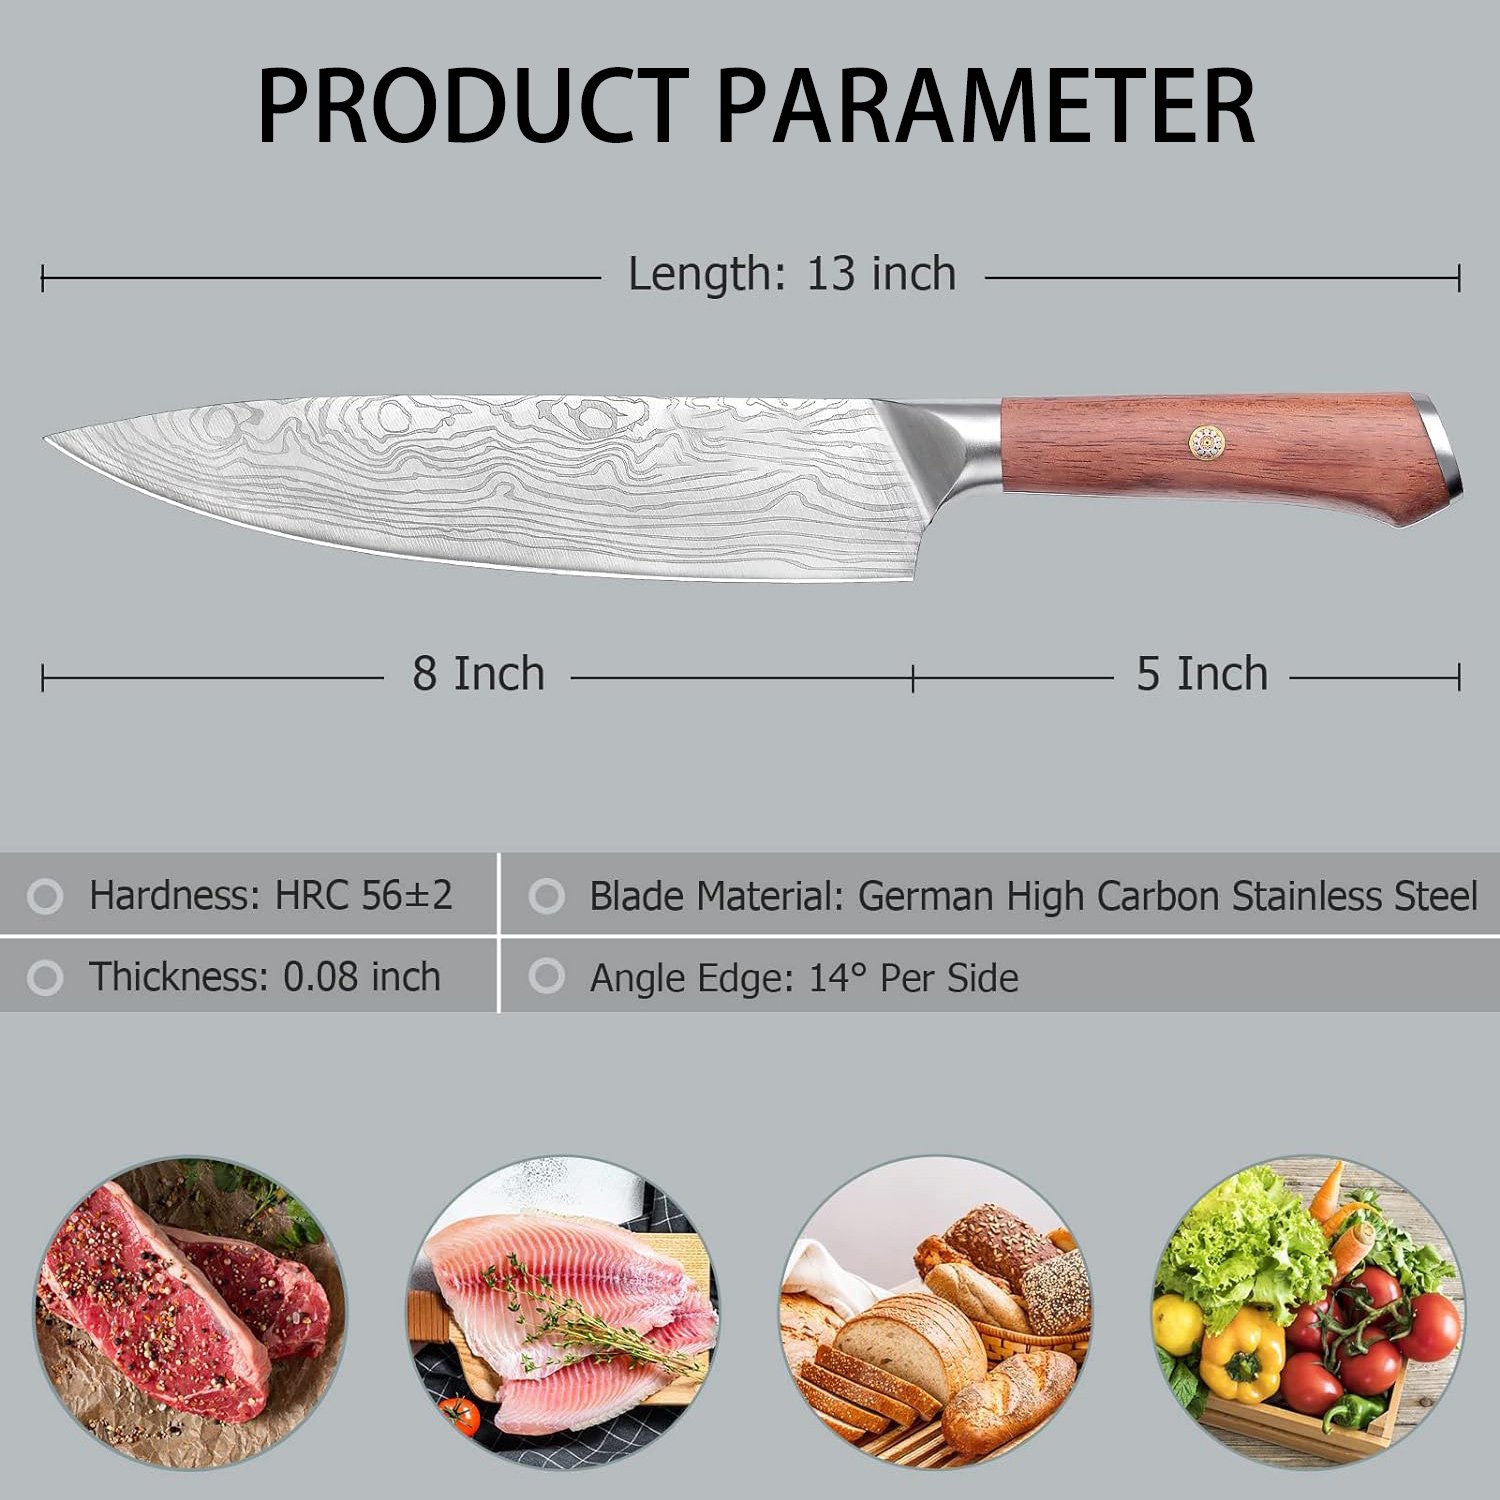 PRODUCT PARAMETER
Length: 13 inch
8 Inch
5 Inch
Hardness: HRC 56±2
Blade Material: German High Carbon Stainless Steel
Thickness: 0.08 inch
Angle Edge: 14° Per Side